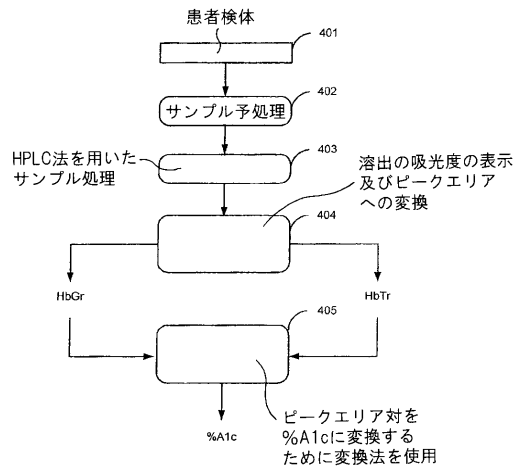 患者検体
401
402
サンプル予処理
403
HPLC法を用いた
サンプル処理
溶出の吸光度の表示
及びピークエリア
への変換
404
HbGr
HbTr
405
ピークエリア対を
%A1cに変換する
ために変換法を使用
%A1c